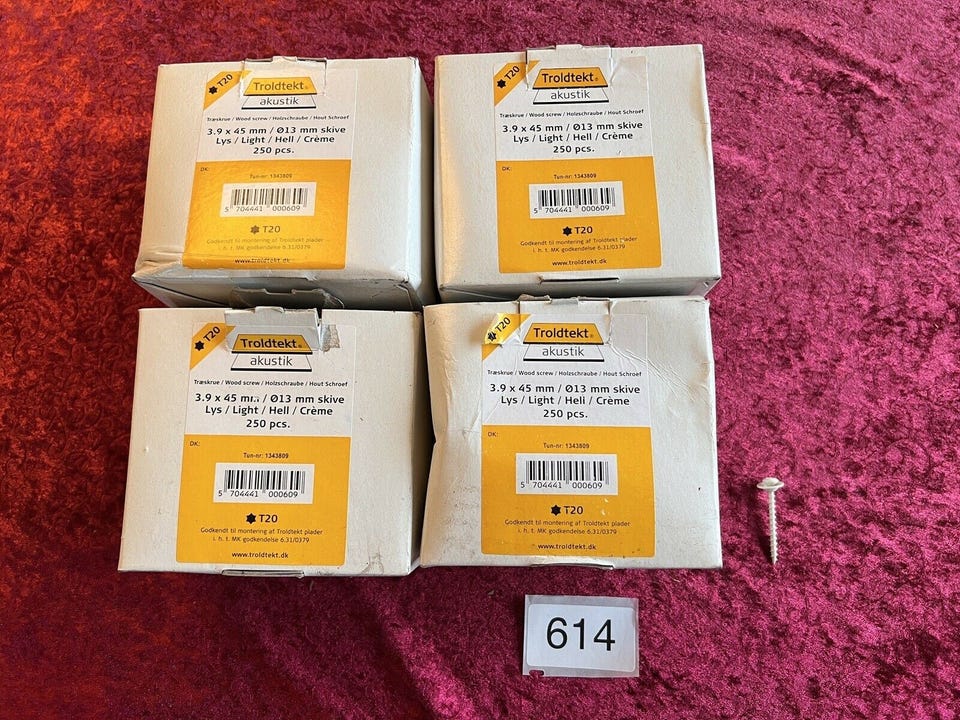 T20
Troldtekt
akustik
Træskrue / Wood screw / Holzschraube / Hout Schroef
3.9 x 45 mm / Ø13 mm skive
Lys / Light / Hell / Crème
250 pcs.
DK:
Tun-nr: 1343809
5 704441 000609
T20
Godkendt til montering af Troldtekt plader
i. h. t. MK godkendelse 6.31/0379
www.troldtekt.dk
T20
Troldtekt
akustik
Træskrue / Wood screw / Holzschraube / Hout Schroef
3.9 x 45 mm / Ø13 mm skive
Lys / Light / Hell / Crème
250 pcs.
DK:
Tun-nr: 1343809
5 704441 000609
T20
Godkendt til montering af Troldtekt plader
i. h. t. MK godkendelse 6.31/0379
www.troldtekt.dk
T20
Troldtekt
akustik
Træskrue / Wood screw / Holzschraube / Hout Schroef
3.9 x 45 mm / Ø13 mm skive
Lys / Light / Hell / Crème
250 pcs.
DK:
Tun-nr: 1343809
5 704441 000609
T20
Godkendt til montering af Troldtekt plader
i. h. t. MK godkendelse 6.31/0379
www.troldtekt.dk
T20
Troldtekt
akustik
Træskrue / Wood screw / Holzschraube / Hout Schroef
3.9 x 45 mm / Ø13 mm skive
Lys / Light / Hell / Crème
250 pcs.
DK:
Tun-nr: 1343809
5 704441 000609
T20
Godkendt til montering af Troldtekt plader
i. h. t. MK godkendelse 6.31/0379
www.troldtekt.dk
614